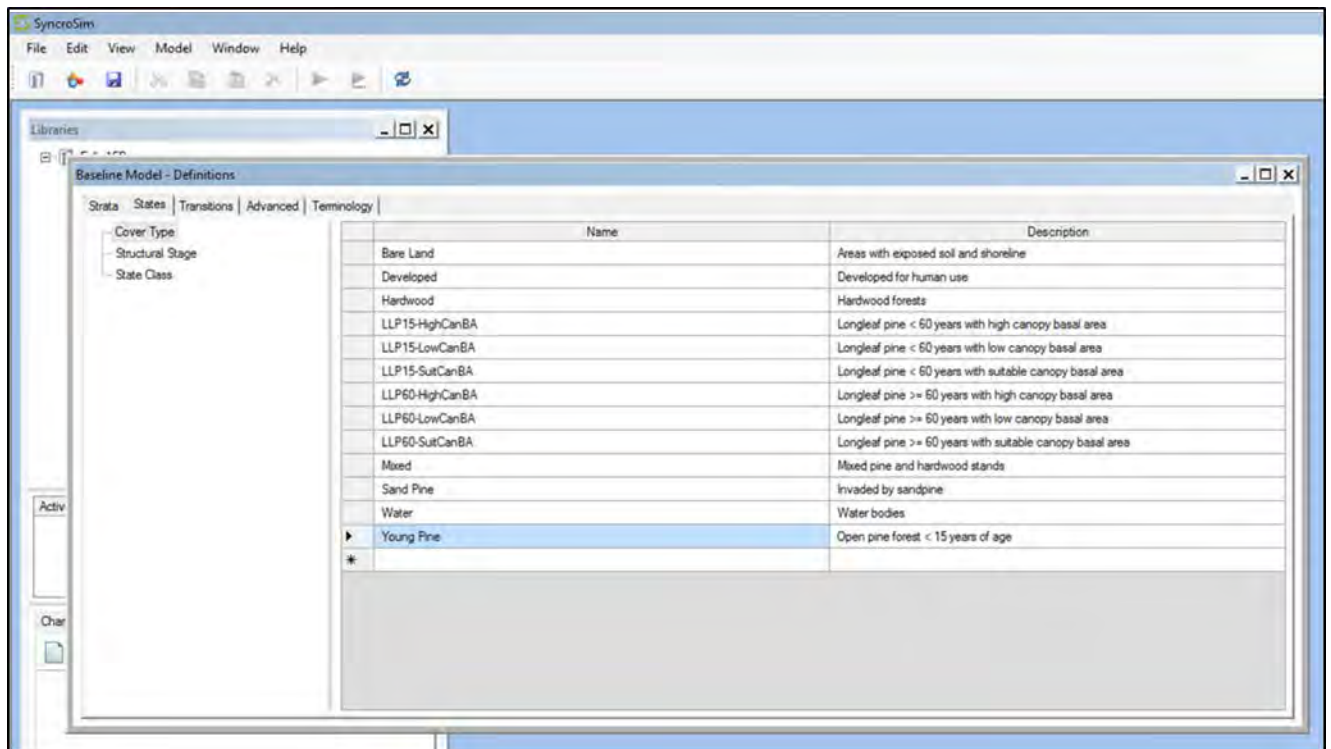 SyncroSim
File Edit View Model Window Help
Libraries
Baseline Model - Definitions
Strata States Transitions Advanced Terminology
Cover Type
Structural Stage
State Class
Name Description
Bare Land Areas with exposed soil and shoreline
Developed Developed for human use
Hardwood Hardwood forests
LLP15-HighCanBA Longleaf pine < 60 years with high canopy basal area
LLP15-LowCanBA Longleaf pine < 60 years with low canopy basal area
LLP15-SuitCanBA Longleaf pine < 60 years with suitable canopy basal area
LLP60-HighCanBA Longleaf pine >= 60 years with high canopy basal area
LLP60-LowCanBA Longleaf pine >= 60 years with low canopy basal area
LLP60-SuitCanBA Longleaf pine >= 60 years with suitable canopy basal area
Mixed Mixed pine and hardwood stands
Sand Pine Invaded by sandpine
Water Water bodies
Young Pine Open pine forest < 15 years of age
Activ
Char